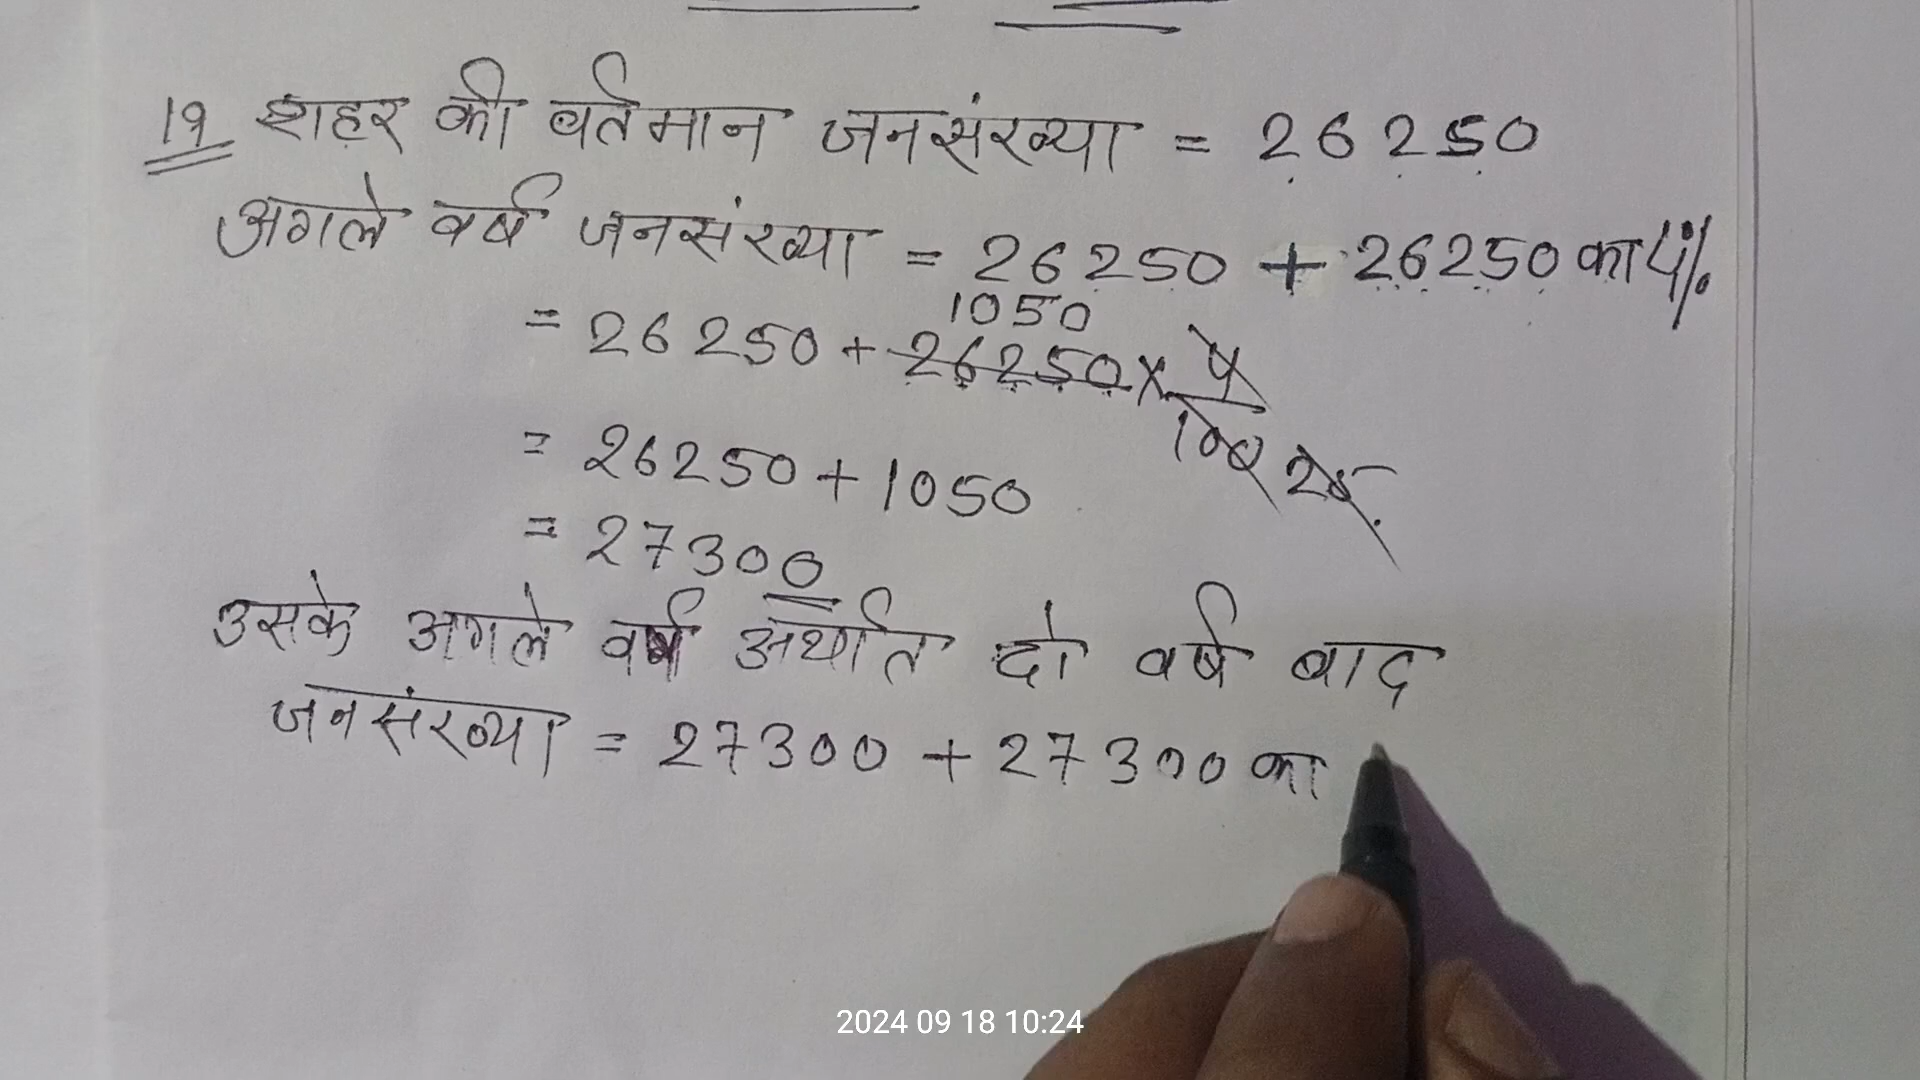 19 शहर की वर्तमान जनसंख्या = 26250
अगले वर्ष जनसंख्या = 26250 + 26250 का 4%
1050
= 26250 + 26250 x 4/100 25
= 26250 + 1050
= 27300
उसके अगले वर्ष अर्थात दो वर्ष बाद
जनसंख्या = 27300 + 27300 का
2024 09 18 10:24